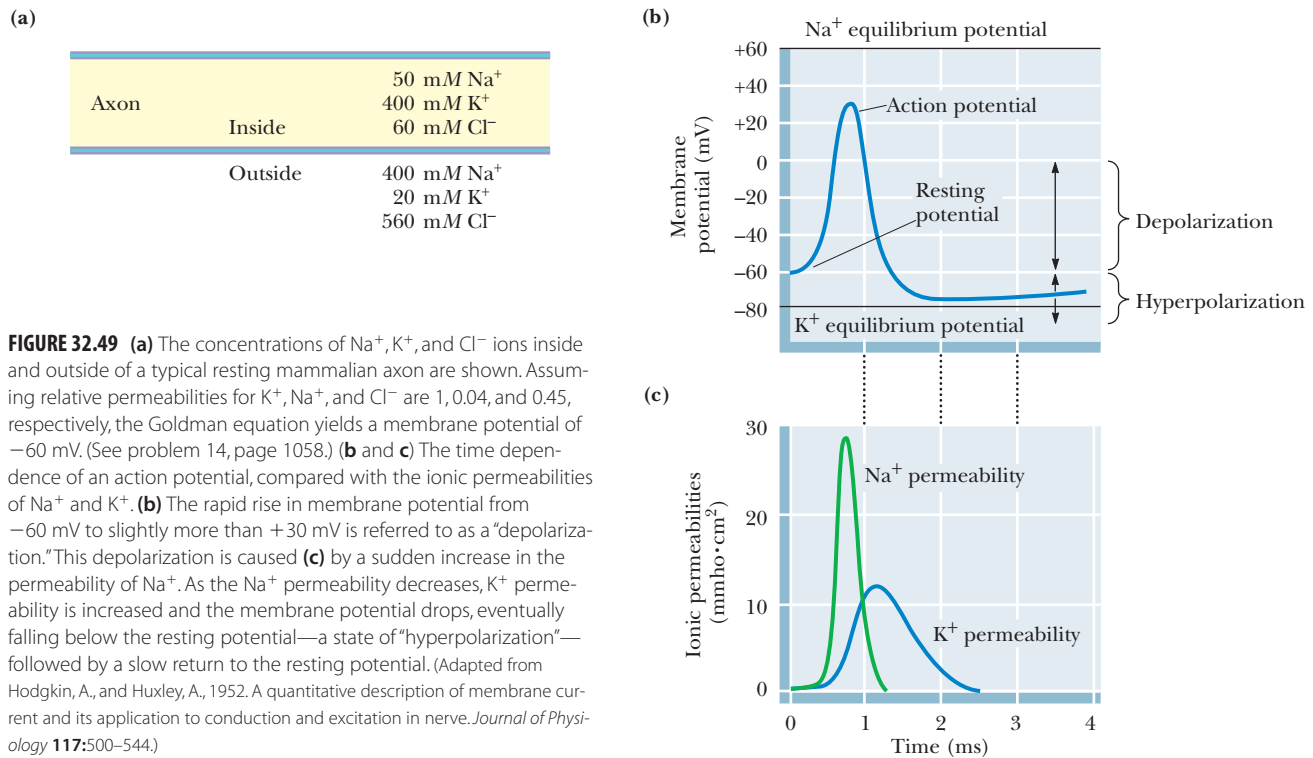 (a)
50 mM Na⁺
Axon 400 mM K⁺
Inside 60 mM Cl⁻
Outside 400 mM Na⁺
20 mM K⁺
560 mM Cl⁻
FIGURE 32.49 (a) The concentrations of Na⁺, K⁺, and Cl⁻ ions inside
and outside of a typical resting mammalian axon are shown. Assum-
ing relative permeabilities for K⁺, Na⁺, and Cl⁻ are 1, 0.04, and 0.45,
respectively, the Goldman equation yields a membrane potential of
−60 mV. (See problem 14, page 1058.) (b and c) The time depen-
dence of an action potential, compared with the ionic permeabilities
of Na⁺ and K⁺. (b) The rapid rise in membrane potential from
−60 mV to slightly more than +30 mV is referred to as a "depolariza-
tion." This depolarization is caused (c) by a sudden increase in the
permeability of Na⁺. As the Na⁺ permeability decreases, K⁺ perme-
ability is increased and the membrane potential drops, eventually
falling below the resting potential—a state of "hyperpolarization"—
followed by a slow return to the resting potential. (Adapted from
Hodgkin, A., and Huxley, A., 1952. A quantitative description of membrane cur-
rent and its application to conduction and excitation in nerve. Journal of Physi-
ology 117:500–544.)
(b)
Na⁺ equilibrium potential
+60
+40
+20
0
−20
−40
−60
−80
Membrane
potential (mV)
Action potential
Resting
potential
Depolarization
Hyperpolarization
K⁺ equilibrium potential
(c)
30
20
10
0
Ionic permeabilities
(mmho•cm²)
Na⁺ permeability
K⁺ permeability
0 1 2 3 4
Time (ms)